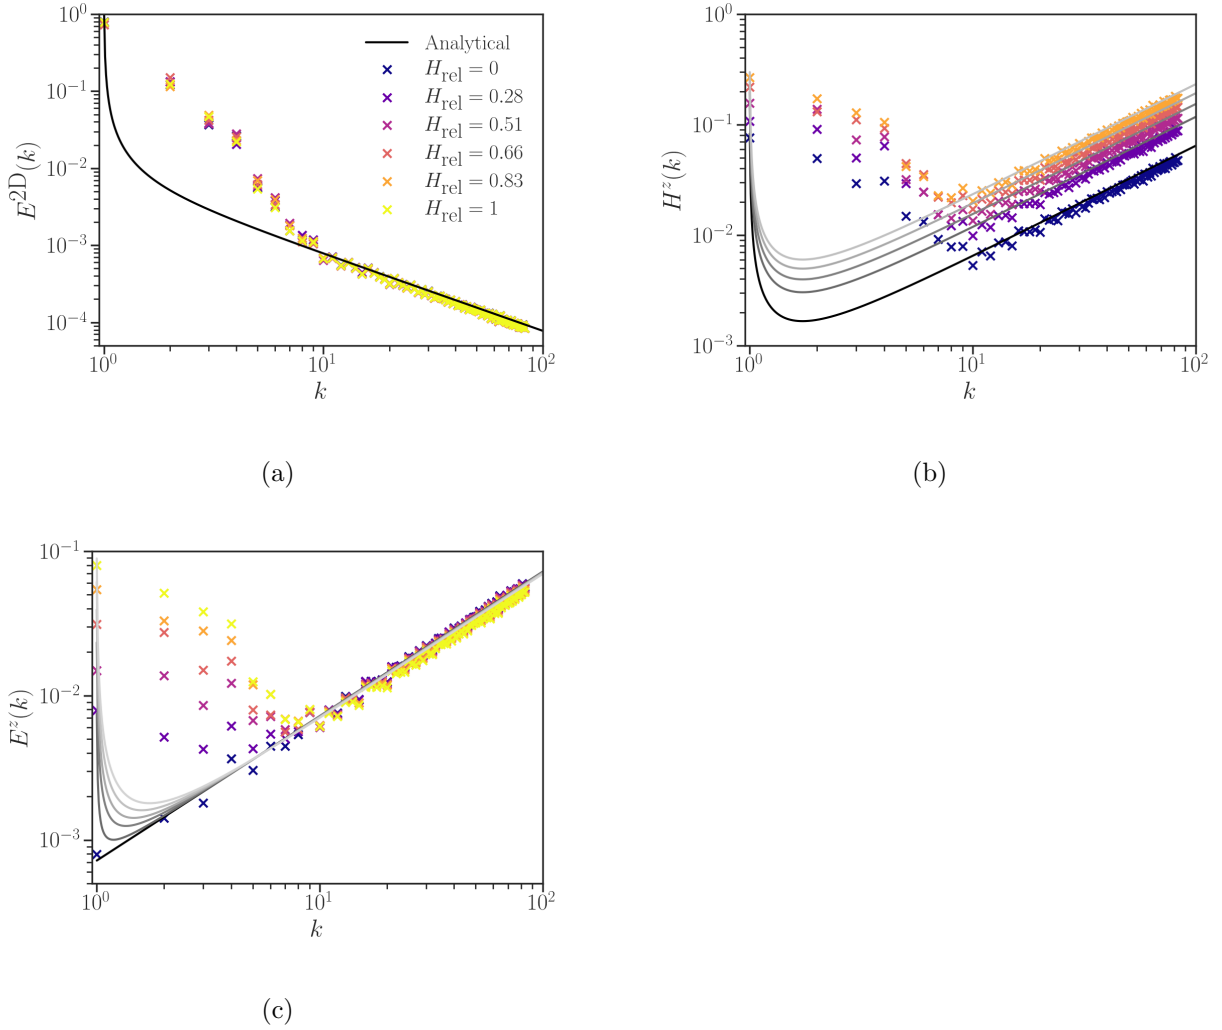 10^0
10^{-1}
10^{-2}
10^{-3}
10^{-4}
E^{2D}(k)
Analytical
H_rel = 0
H_rel = 0.28
H_rel = 0.51
H_rel = 0.66
H_rel = 0.83
H_rel = 1
10^0
10^1
10^2
k
(a)
10^0
10^{-1}
10^{-2}
10^{-3}
H^z(k)
10^0
10^1
10^2
k
(b)
10^{-1}
10^{-2}
10^{-3}
E^z(k)
10^0
10^1
10^2
k
(c)